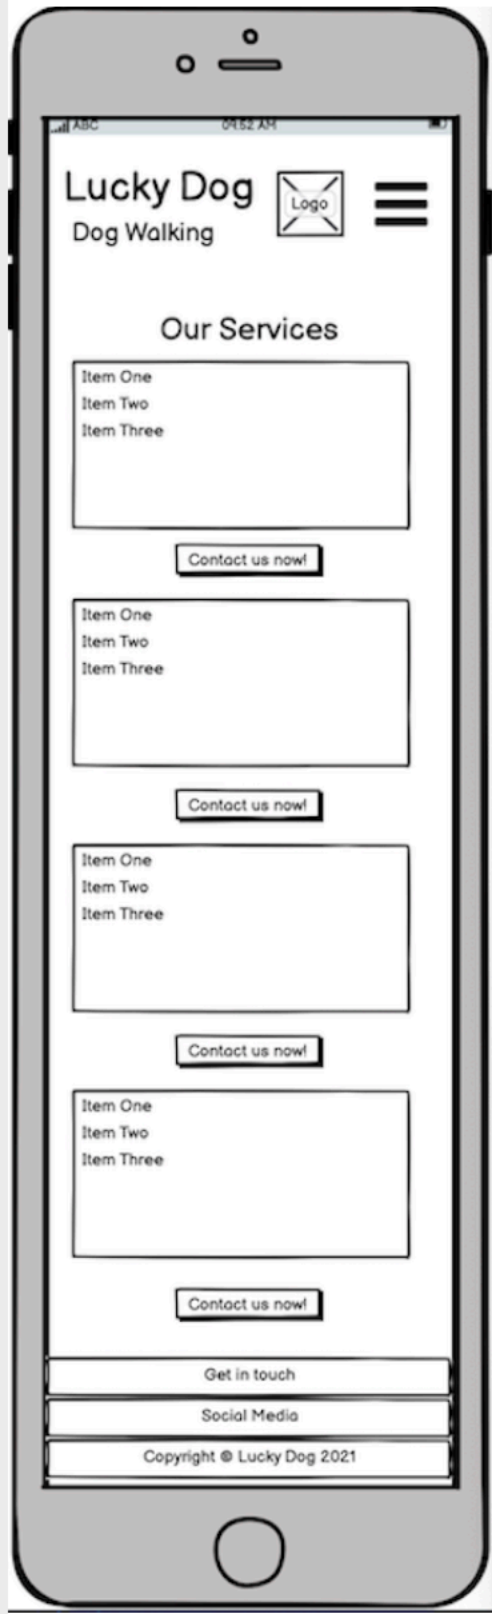 ABC 09:52 AM
Lucky Dog
Logo
Dog Walking
Our Services
Item One
Item Two
Item Three
Contact us now!
Item One
Item Two
Item Three
Contact us now!
Item One
Item Two
Item Three
Contact us now!
Item One
Item Two
Item Three
Contact us now!
Get in touch
Social Media
Copyright © Lucky Dog 2021